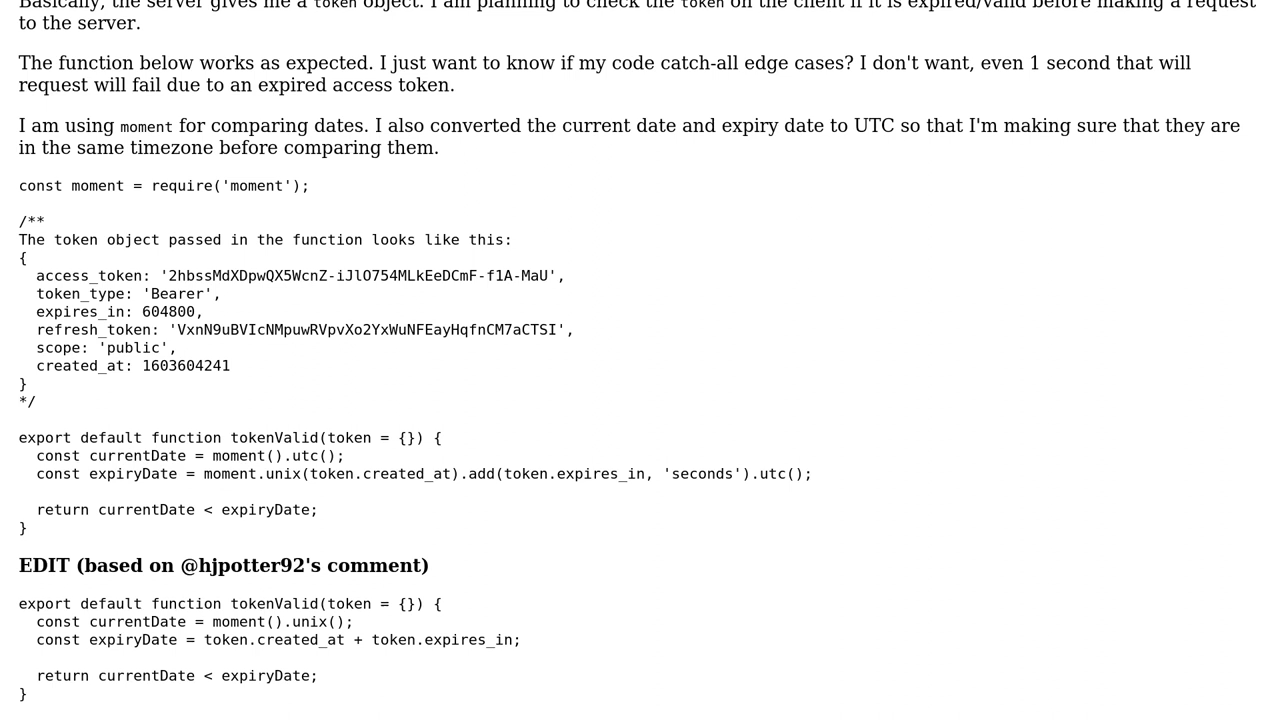 Basically, the server gives me a token object. I am planning to check the token on the client if it is expired/valid before making a request
to the server.
The function below works as expected. I just want to know if my code catch-all edge cases? I don't want, even 1 second that will
request will fail due to an expired access token.
I am using moment for comparing dates. I also converted the current date and expiry date to UTC so that I'm making sure that they are
in the same timezone before comparing them.
const moment = require('moment');
/**
The token object passed in the function looks like this:
{
  access_token: '2hbssMdXDpwQX5WcnZ-iJlO754MLkEeDCmF-f1A-MaU',
  token_type: 'Bearer',
  expires_in: 604800,
  refresh_token: 'VxnN9uBVIcNMpuwRVpvXo2YxWuNFEayHqfnCM7aCTSI',
  scope: 'public',
  created_at: 1603604241
}
*/
export default function tokenValid(token = {}) {
  const currentDate = moment().utc();
  const expiryDate = moment.unix(token.created_at).add(token.expires_in, 'seconds').utc();
  return currentDate < expiryDate;
}
EDIT (based on @hjpotter92's comment)
export default function tokenValid(token = {}) {
  const currentDate = moment().unix();
  const expiryDate = token.created_at + token.expires_in;
  return currentDate < expiryDate;
}